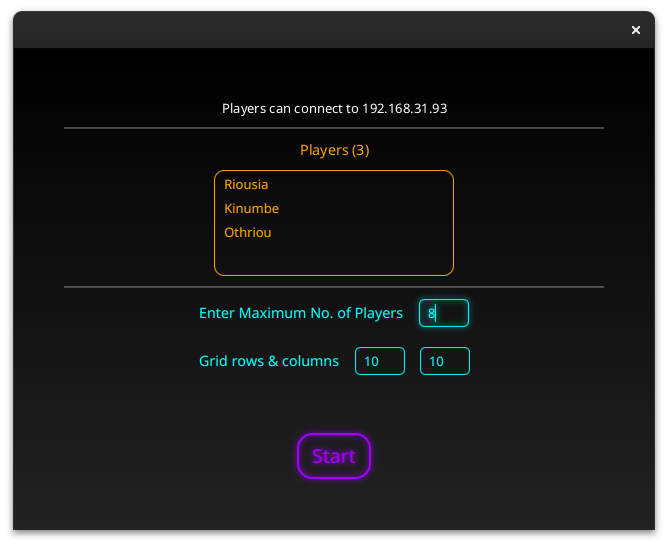 Players can connect to 192.168.31.93
Players (3)
Riousia
Kinumbe
Othriou
Enter Maximum No. of Players 8
Grid rows & columns 10 10
Start